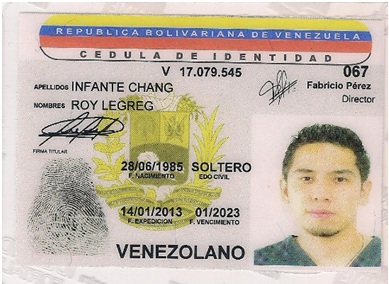 REPUBLICA BOLIVARIANA DE VENEZUELA
CEDULA DE IDENTIDAD
V 17.079.545 067
APELLIDOS INFANTE CHANG
Fabricio Pérez
Director
NOMBRES ROY LEGREG
FIRMA TITULAR
28/06/1985 SOLTERO
F. NACIMIENTO EDO CIVIL
14/01/2013 01/2023
F. EXPEDICION F. VENCIMIENTO
VENEZOLANO